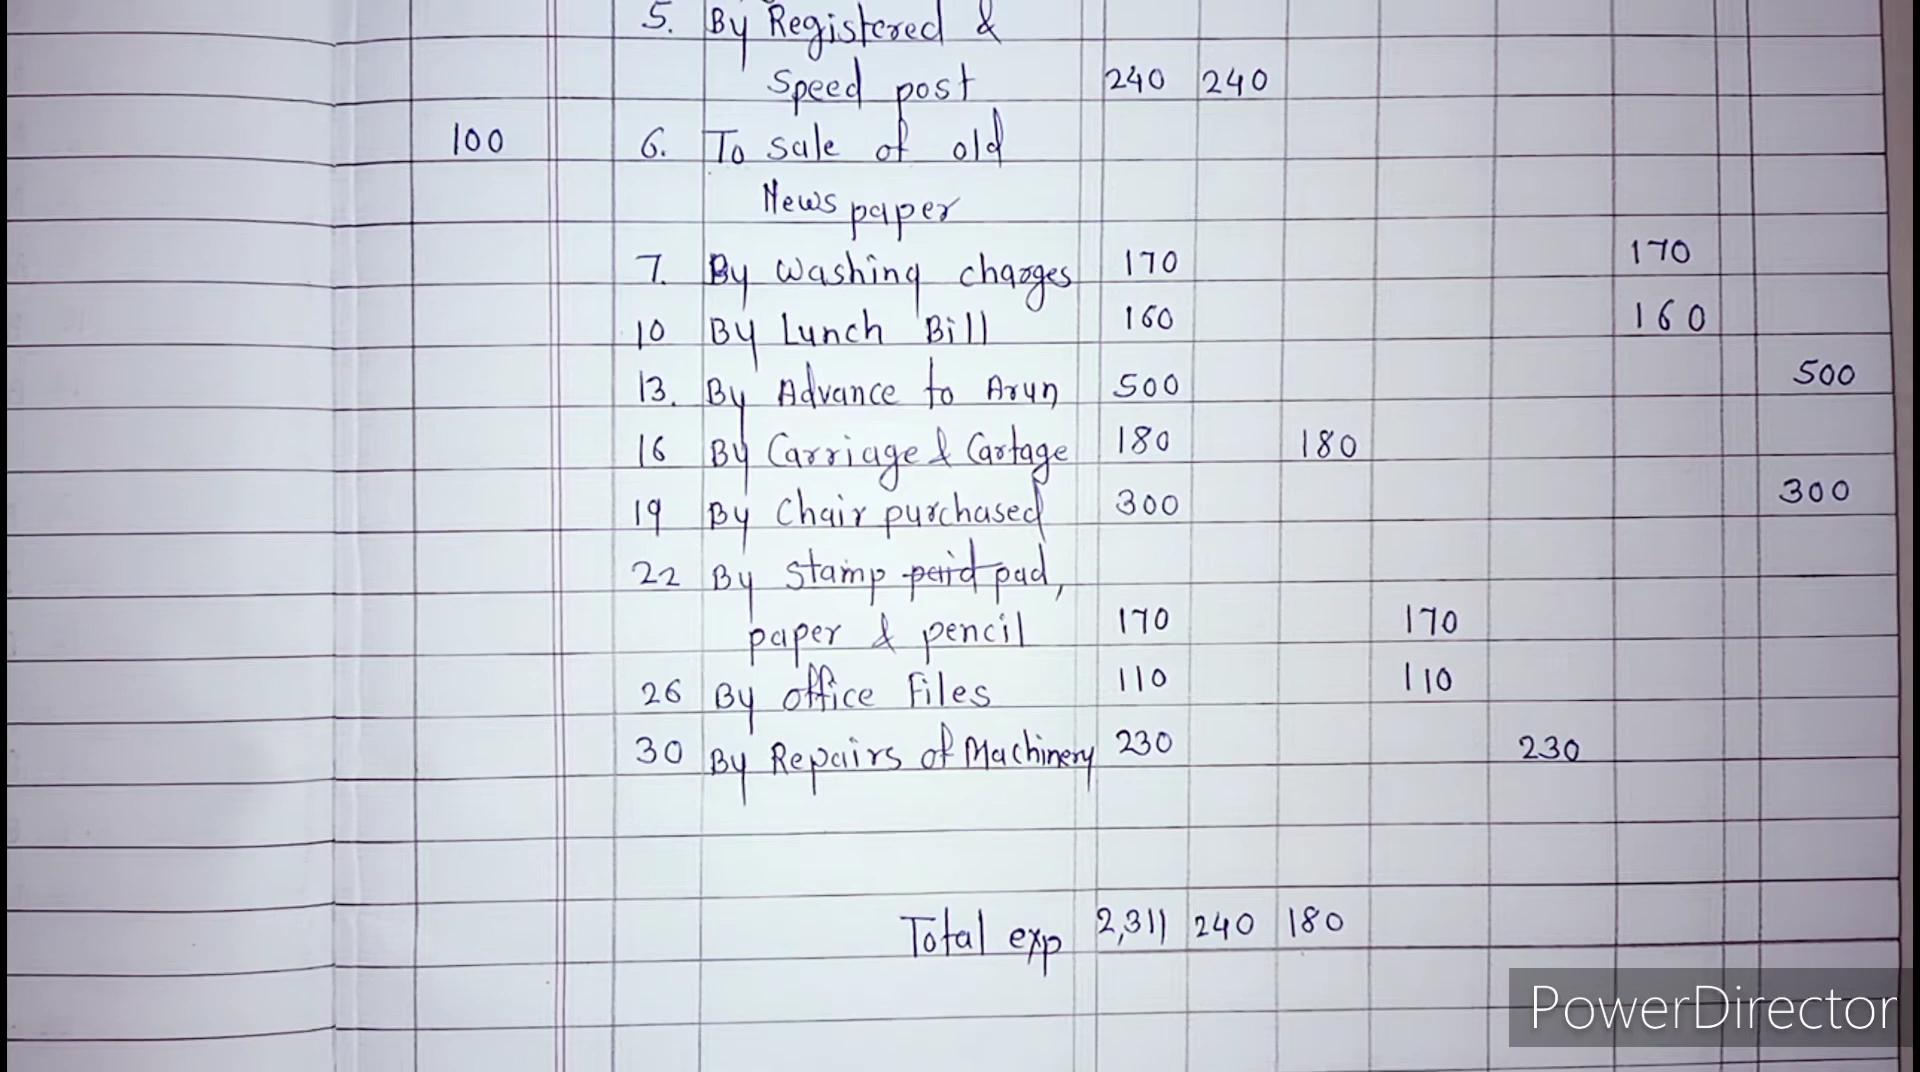 5. By Registered &
Speed post 240 240
100 6. To sale of old
News paper
7. By washing charges 170 170
10 By Lunch Bill 160 160
13. By Advance to Arun 500 500
16 By Carriage & Cartage 180 180
19 By Chair purchased 300 300
22 By Stamp paid pad,
paper & pencil 170 170
26 By office Files 110 110
30 By Repairs of Machinery 230 230
Total exp 2,311 240 180
PowerDirector